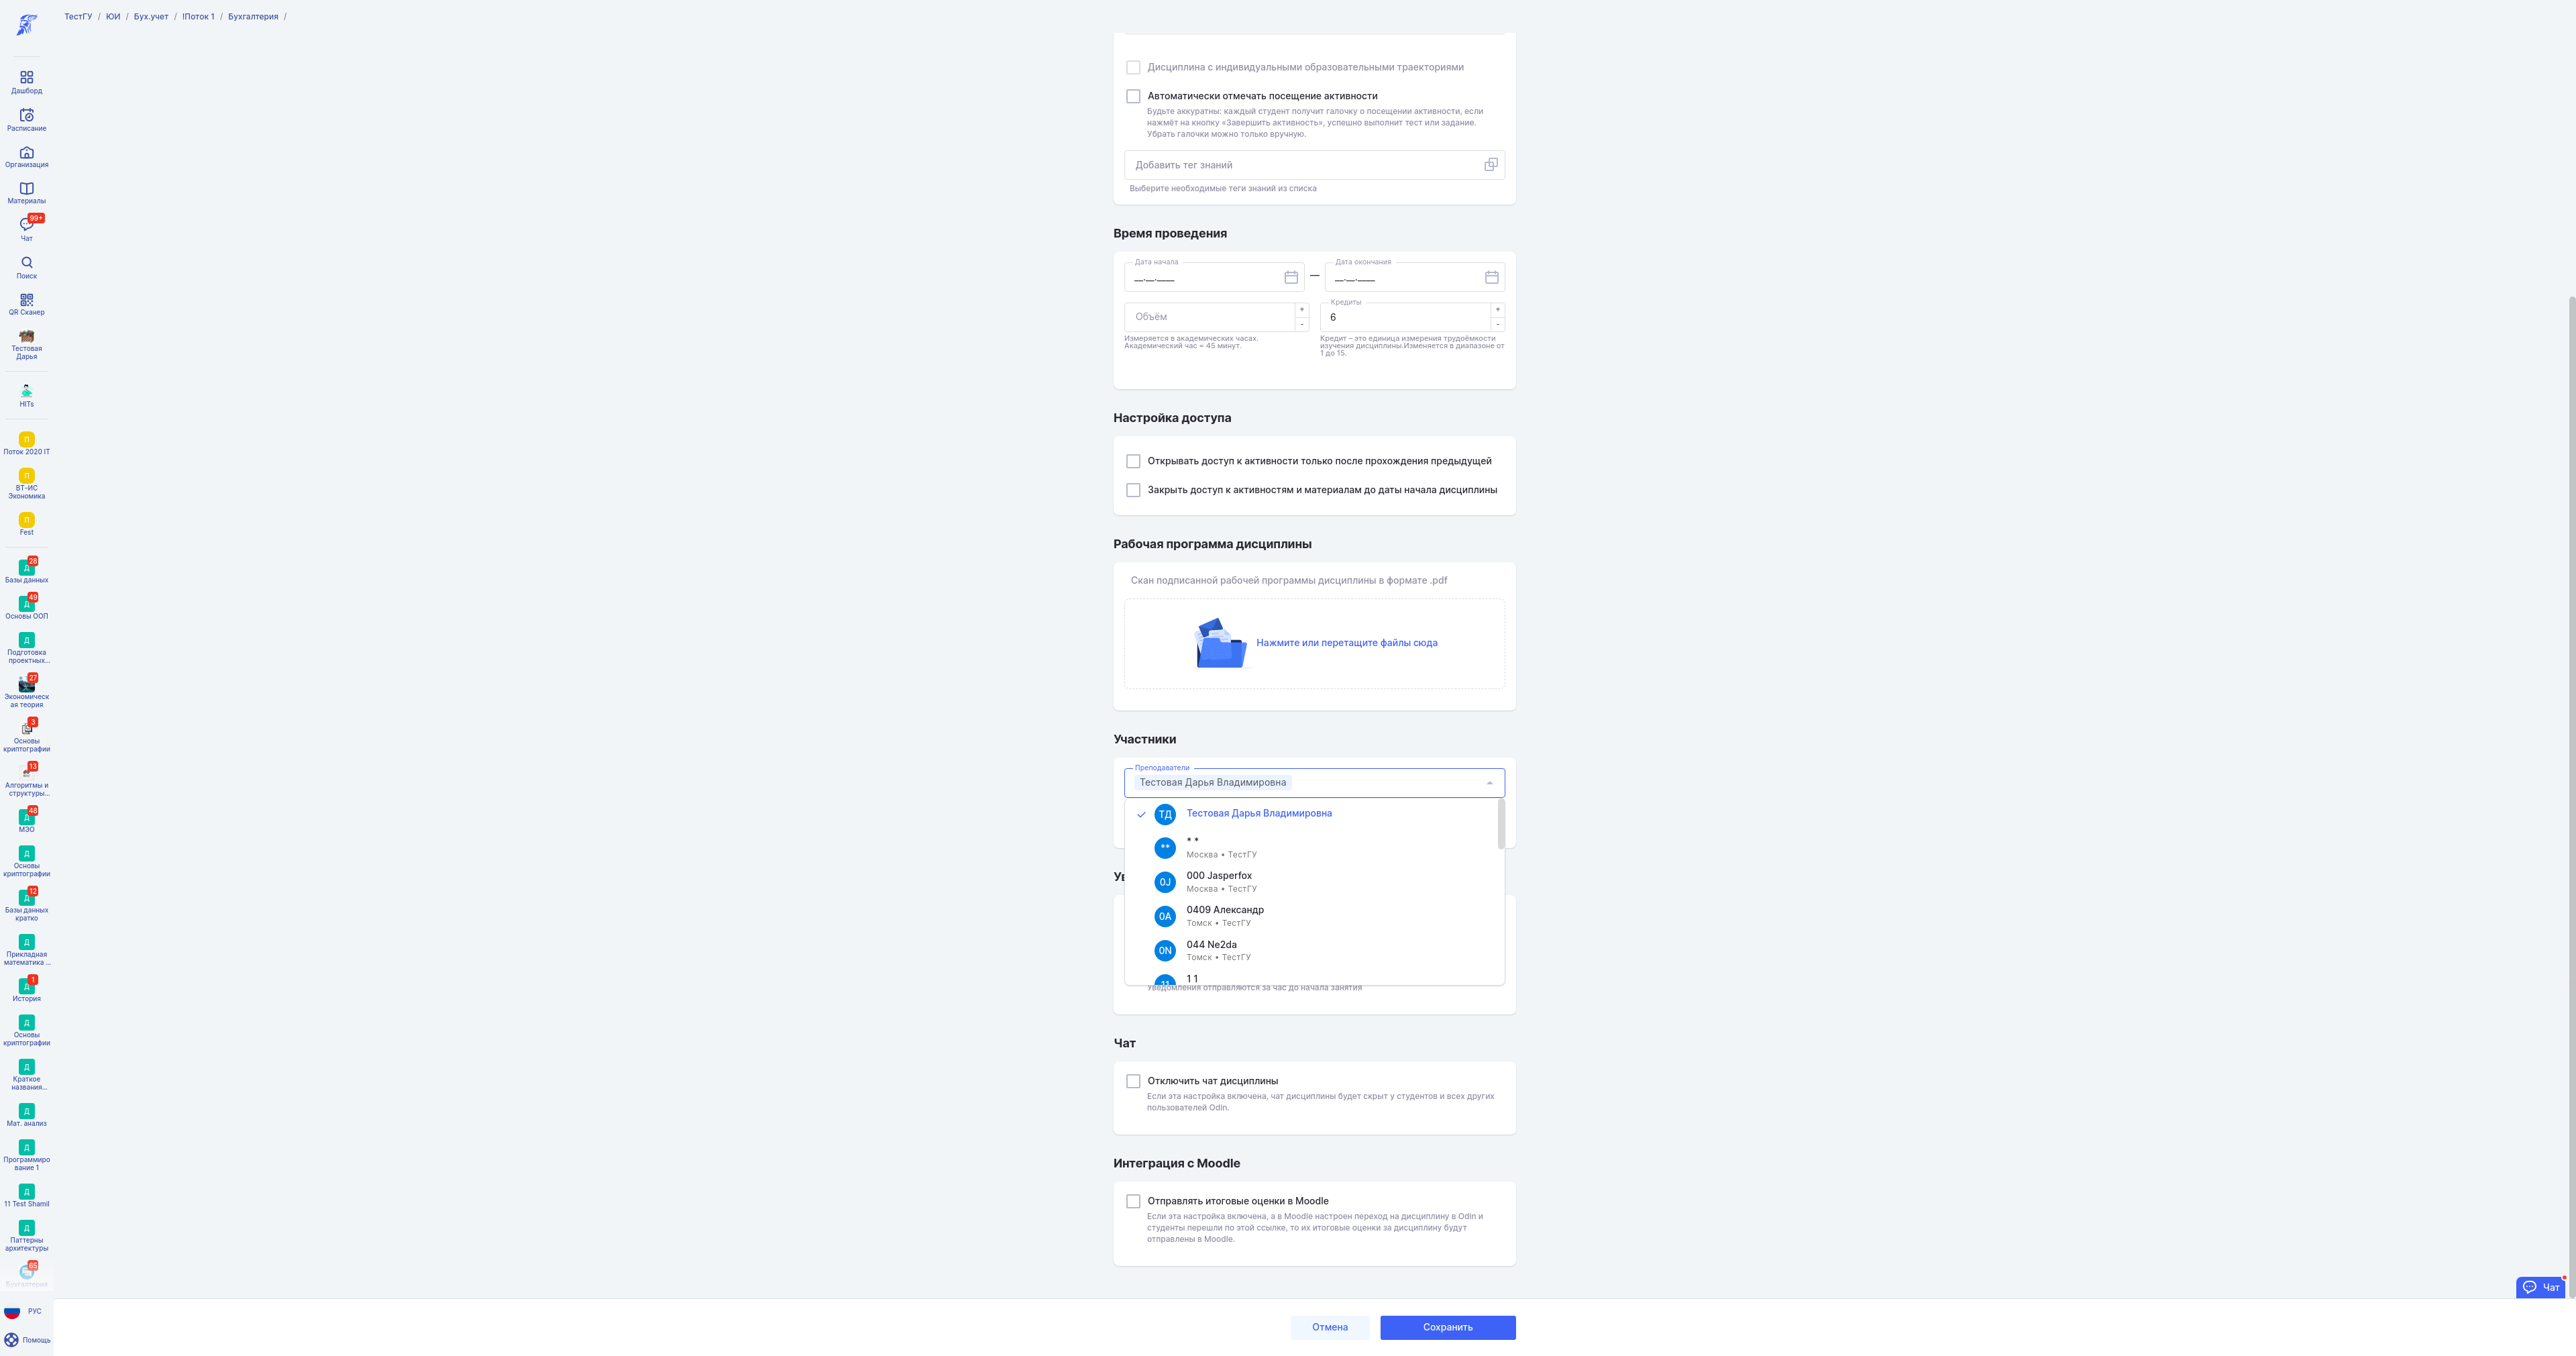 ТестГУ / ЮИ / Бух.учет / !Поток 1 / Бухгалтерия /
Дашборд
Расписание
Организация
Материалы
99+
Чат
Поиск
QR Сканер
Тестовая
Дарья
HITs
П
Поток 2020 IT
П
ВТ-ИС
Экономика
П
Fest
28
Д
Базы данных
49
Д
Основы ООП
Д
Подготовка
проектных...
27
Экономическ
ая теория
3
Основы
криптографии
13
Алгоритмы и
структуры...
48
Д
МЭО
Д
Основы
криптографии
12
Д
Базы данных
кратко
Д
Прикладная
математика ...
1
Д
История
Д
Основы
криптографии
Д
Краткое
названия...
Д
Мат. анализ
Д
Программиро
вание 1
Д
11 Test Shamil
Д
Паттерны
архитектуры
65
Бухгалтерия
РУС
Помощь
Дисциплина с индивидуальными образовательными траекториями
Автоматически отмечать посещение активности
Будьте аккуратны: каждый студент получит галочку о посещении активности, если
нажмёт на кнопку «Завершить активность», успешно выполнит тест или задание.
Убрать галочки можно только вручную.
Добавить тег знаний
Выберите необходимые теги знаний из списка
Время проведения
Дата начала
__.__.____
—
Дата окончания
__.__.____
Объём
+
-
Измеряется в академических часах.
Академический час = 45 минут.
Кредиты
6
+
-
Кредит – это единица измерения трудоёмкости
изучения дисциплины.Изменяется в диапазоне от
1 до 15.
Настройка доступа
Открывать доступ к активности только после прохождения предыдущей
Закрыть доступ к активностям и материалам до даты начала дисциплины
Рабочая программа дисциплины
Скан подписанной рабочей программы дисциплины в формате .pdf
Нажмите или перетащите файлы сюда
Участники
Преподаватели
Тестовая Дарья Владимировна
ТД
Тестовая Дарья Владимировна
**
* *
Москва • ТестГУ
0J
000 Jasperfox
Москва • ТестГУ
0А
0409 Александр
Томск • ТестГУ
0N
044 Ne2da
Томск • ТестГУ
11
1 1
Ув
Уведомления отправляются за час до начала занятия
Чат
Отключить чат дисциплины
Если эта настройка включена, чат дисциплины будет скрыт у студентов и всех других
пользователей Odin.
Интеграция с Moodle
Отправлять итоговые оценки в Moodle
Если эта настройка включена, а в Moodle настроен переход на дисциплину в Odin и
студенты перешли по этой ссылке, то их итоговые оценки за дисциплину будут
отправлены в Moodle.
Чат
Отмена
Сохранить